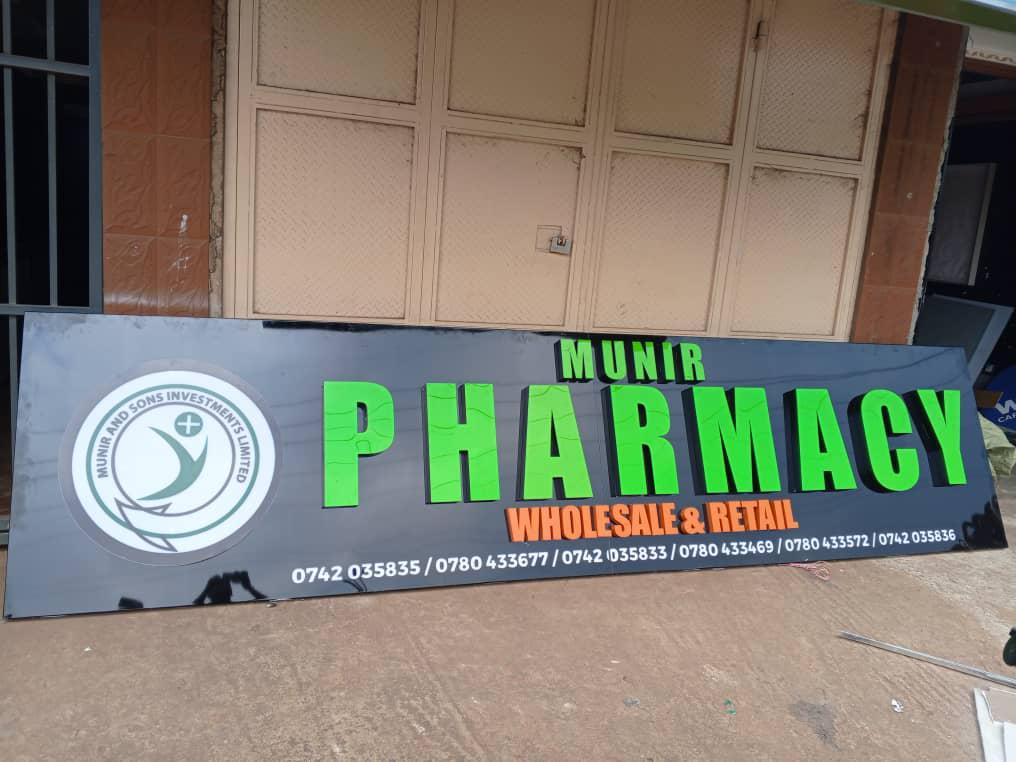 MUNIR AND SONS INVESTMENTS LIMITED
MUNIR
PHARMACY
WHOLESALE & RETAIL
0742 035835 / 0780 433677 / 0742 035833 / 0780 433469 / 0780 433572 / 0742 035836